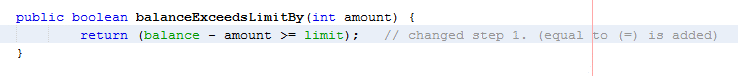 public boolean balanceExceedsLimitBy(int amount) {
return (balance - amount >= limit);   // changed step 1. (equal to (=) is added)
}